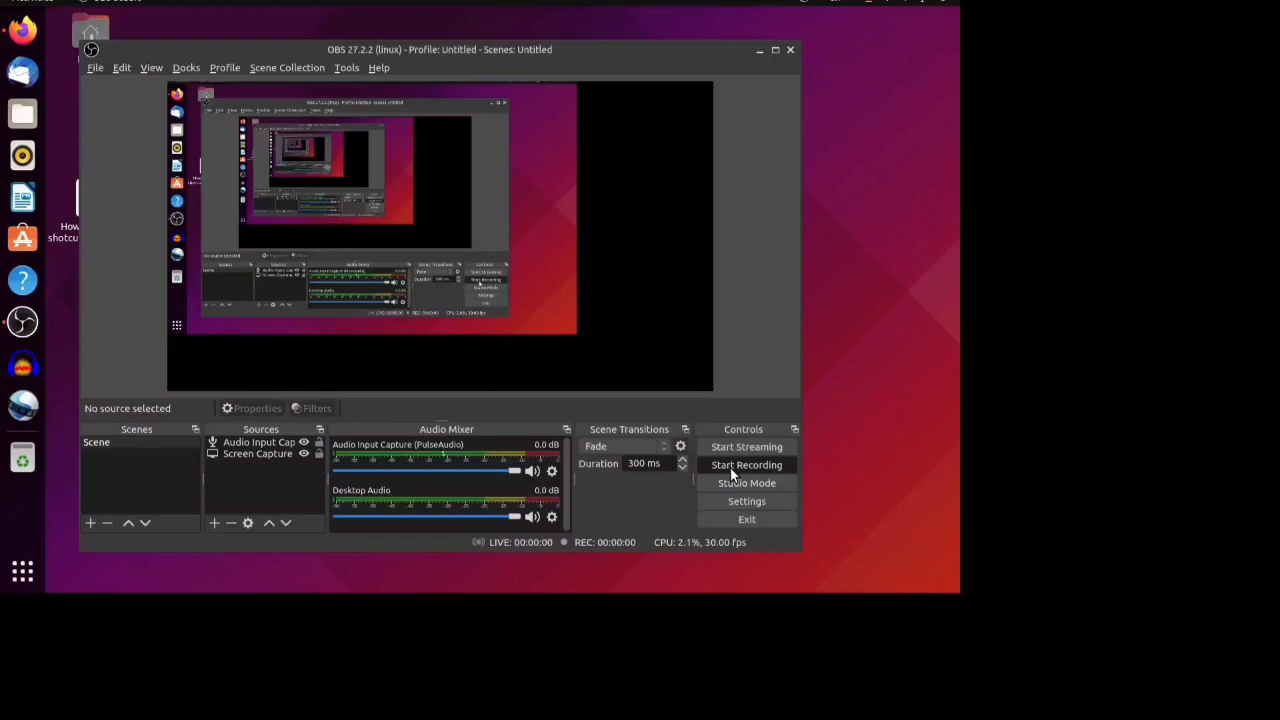 OBS 27.2.2 (linux) - Profile: Untitled - Scenes: Untitled
File Edit View Docks Profile Scene Collection Tools Help
How
shotcu
No source selected Properties Filters
Scenes Sources Audio Mixer Scene Transitions Controls
Scene
Audio Input Cap
Screen Capture
Audio Input Capture (PulseAudio) 0.0 dB
Desktop Audio 0.0 dB
Fade
Duration 300 ms
Start Streaming
Start Recording
Studio Mode
Settings
Exit
LIVE: 00:00:00 REC: 00:00:00 CPU: 2.1%, 30.00 fps